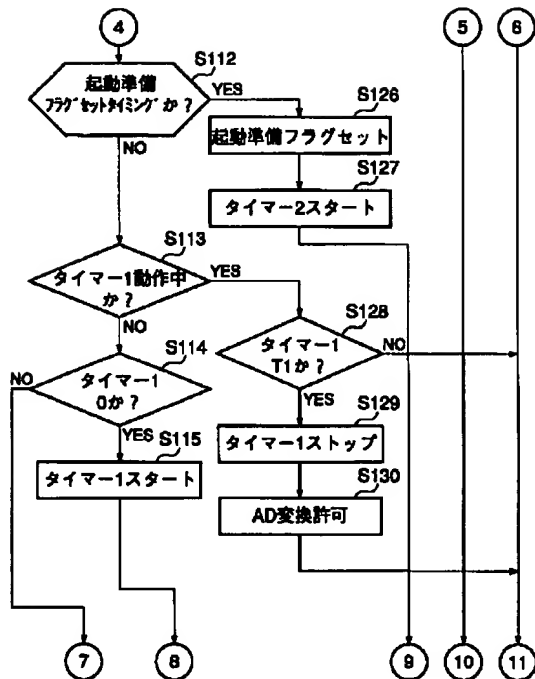 4
5
6
S112
起動準備
フラグセットタイミングか?
YES
NO
S126
起動準備フラグセット
S127
タイマー2スタート
S113
タイマー1動作中
か?
YES
NO
S128
タイマー1
T1か?
NO
YES
S114
タイマー1
0か?
NO
YES
S129
タイマー1ストップ
S115
タイマー1スタート
S130
AD変換許可
7
8
9
10
11